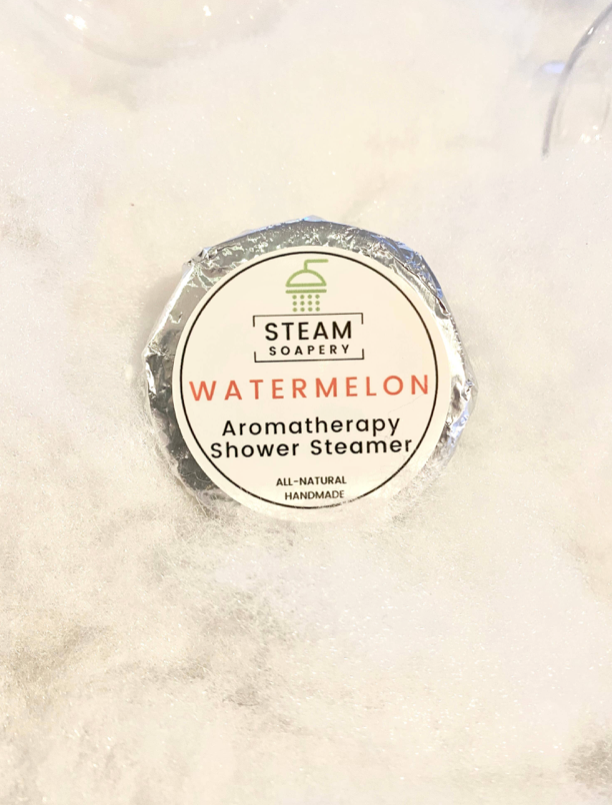 STEAM
SOAPERY
WATERMELON
Aromatherapy
Shower Steamer
ALL-NATURAL
HANDMADE